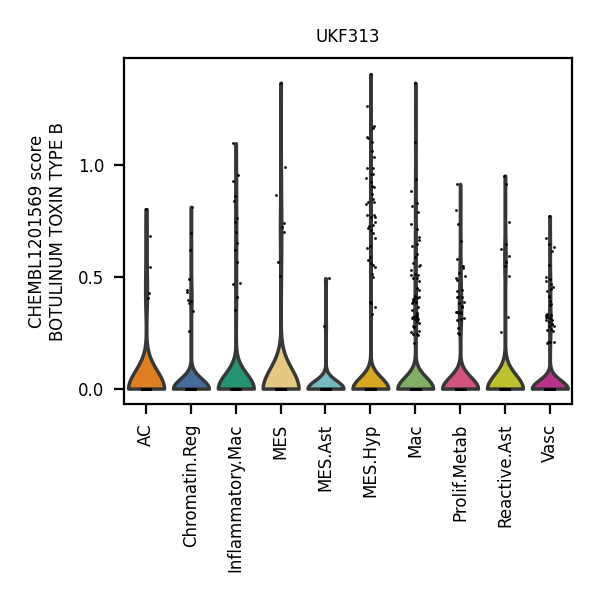 UKF313
CHEMBL1201569 score
BOTULINUM TOXIN TYPE B
1.0
0.5
0.0
AC
Chromatin.Reg
Inflammatory.Mac
MES
MES.Ast
MES.Hyp
Mac
Prolif.Metab
Reactive.Ast
Vasc